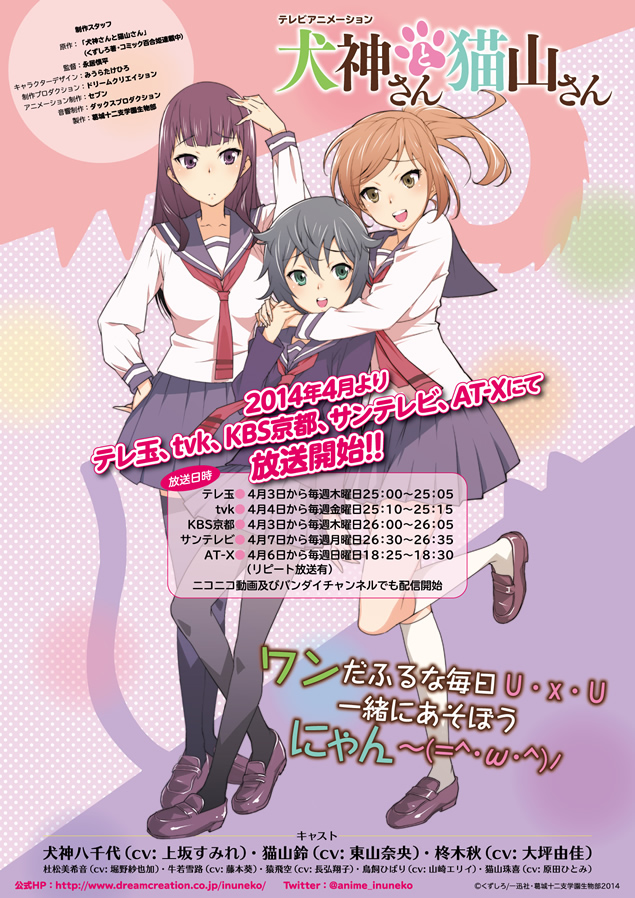 テレビアニメーション
犬神さんと猫山さん
制作スタッフ
原作：「犬神さんと猫山さん」
(くずしろ著・コミック百合姫連載中)
監督：永居慎平
キャラクターデザイン：みうらたけひろ
制作プロダクション：ドリームクリエイション
アニメーション制作：セブン
音響制作：ダックスプロダクション
製作：葛城十二支学園生物部
2014年4月より
テレ玉、tvk、KBS京都、サンテレビ、AT-Xにて
放送開始!!
放送日時
テレ玉●4月3日から毎週木曜日25:00～25:05
tvk●4月4日から毎週金曜日25:10～25:15
KBS京都●4月3日から毎週木曜日26:00～26:05
サンテレビ●4月7日から毎週月曜日26:30～26:35
AT-X●4月6日から毎週日曜日18:25～18:30
(リピート放送有)
ニコニコ動画及びバンダイチャンネルでも配信開始
ワンだふるな毎日 U・x・U
一緒にあそぼう
にゃん～(=^・ω・^)ノ
キャスト
犬神八千代(cv: 上坂すみれ)・猫山鈴(cv: 東山奈央)・柊木秋(cv: 大坪由佳)
杜松美希音(cv: 堀野紗也加)・牛若雪路(cv: 藤本葵)・猿飛空(cv: 長弘翔子)・鳥飼ひばり(cv: 山崎エリイ)・猫山珠喜(cv: 原田ひとみ)
公式HP：http://www.dreamcreation.co.jp/inuneko/ Twitter：@anime_inuneko
©くずしろ/一迅社・葛城十二支学園生物部2014